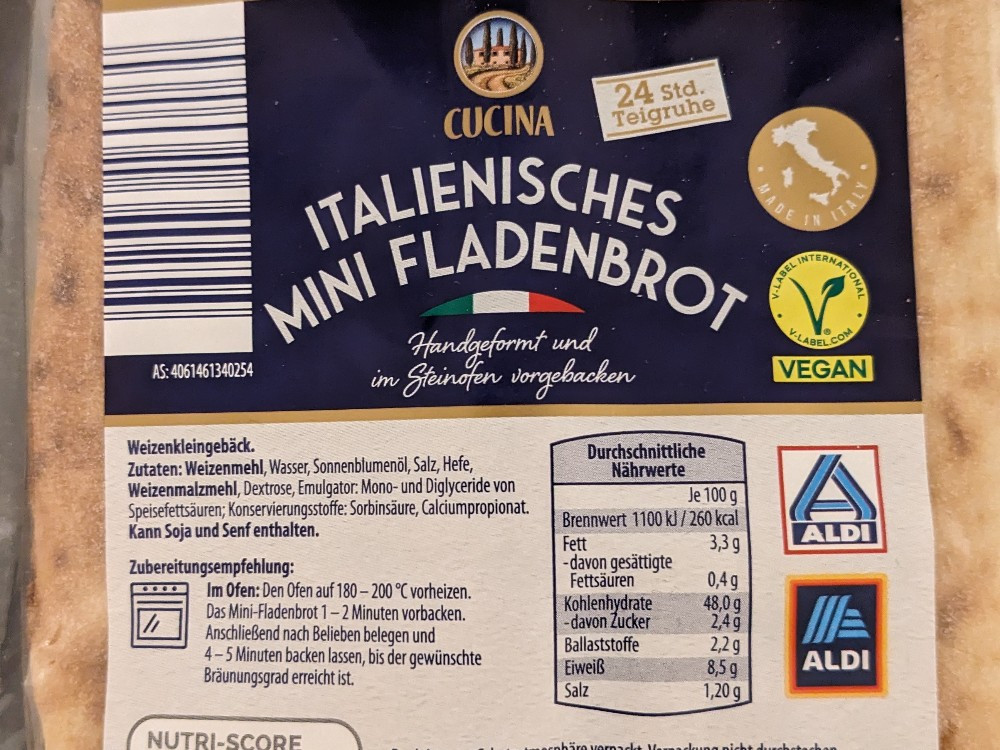 CUCINA
24 Std.
Teigruhe
ITALIENISCHES
MINI FLADENBROT
Handgeformt und
im Steinofen vorgebacken
MADE IN ITALY
V-LABEL INTERNATIONAL
V-LABEL.COM
VEGAN
AS: 4061461340254
Weizenkleingebäck.
Zutaten: Weizenmehl, Wasser, Sonnenblumenöl, Salz, Hefe,
Weizenmalzmehl, Dextrose, Emulgator: Mono- und Diglyceride von
Speisefettsäuren; Konservierungsstoffe: Sorbinsäure, Calciumpropionat.
Kann Soja und Senf enthalten.
Zubereitungsempfehlung:
Im Ofen: Den Ofen auf 180 – 200 °C vorheizen.
Das Mini-Fladenbrot 1 – 2 Minuten vorbacken.
Anschließend nach Belieben belegen und
4 – 5 Minuten backen lassen, bis der gewünschte
Bräunungsgrad erreicht ist.
Durchschnittliche
Nährwerte
Je 100 g
Brennwert 1100 kJ / 260 kcal
Fett 3,3 g
-davon gesättigte
Fettsäuren 0,4 g
Kohlenhydrate 48,0 g
-davon Zucker 2,4 g
Ballaststoffe 2,2 g
Eiweiß 8,5 g
Salz 1,20 g
ALDI
ALDI
NUTRI-SCORE
verpackt. Verpackung nicht durchstechen